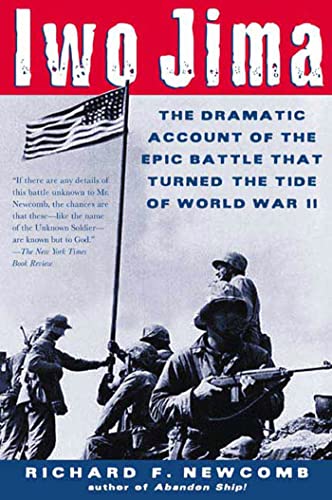 Iwo Jima
THE DRAMATIC
ACCOUNT OF THE
EPIC BATTLE THAT
TURNED THE TIDE
OF WORLD WAR II
"If there are any details of
this battle unknown to Mr.
Newcomb, the chances are
that these—like the name
of the Unknown Soldier—
are known but to God."
—The New York Times
Book Review
RICHARD F. NEWCOMB
author of Abandon Ship!